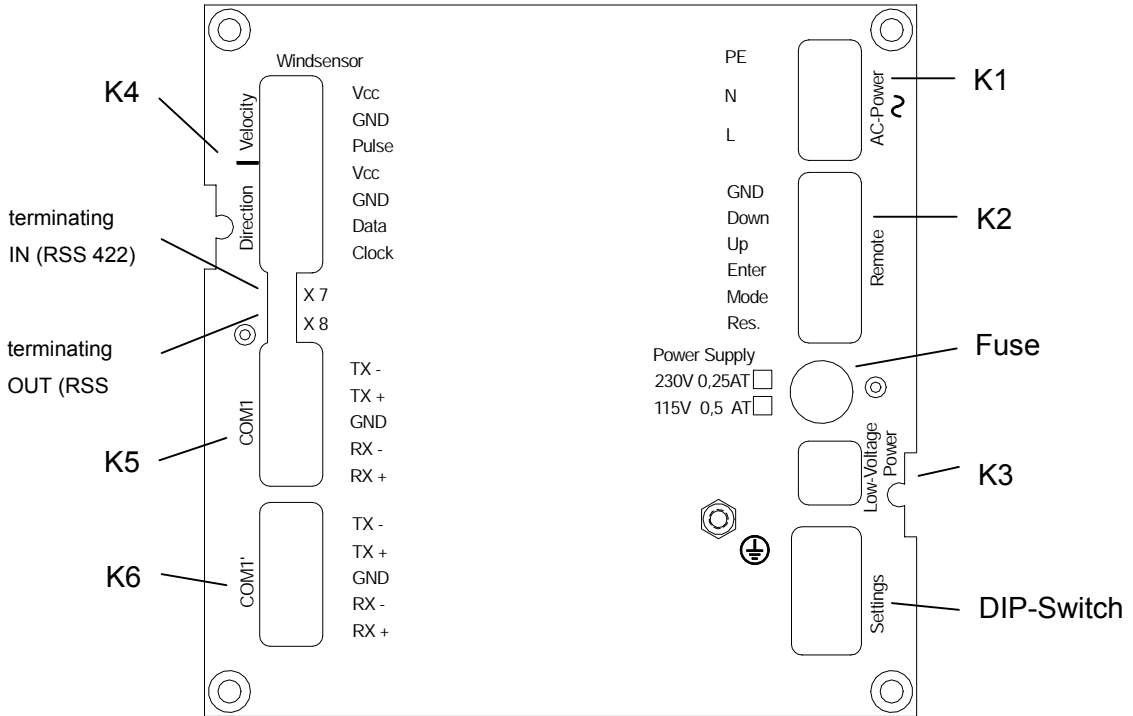 Windsensor
K4
Velocity
Direction
Vcc
GND
Pulse
Vcc
GND
Data
Clock
terminating
IN (RSS 422)
X 7
X 8
terminating
OUT (RSS
K5
COM1
TX -
TX +
GND
RX -
RX +
K6
COM1'
TX -
TX +
GND
RX -
RX +
PE
N
L
AC-Power
~
K1
GND
Down
Up
Enter
Mode
Res.
Remote
K2
Power Supply
230V 0,25AT
115V 0,5 AT
Fuse
Low-Voltage
Power
K3
Settings
DIP-Switch